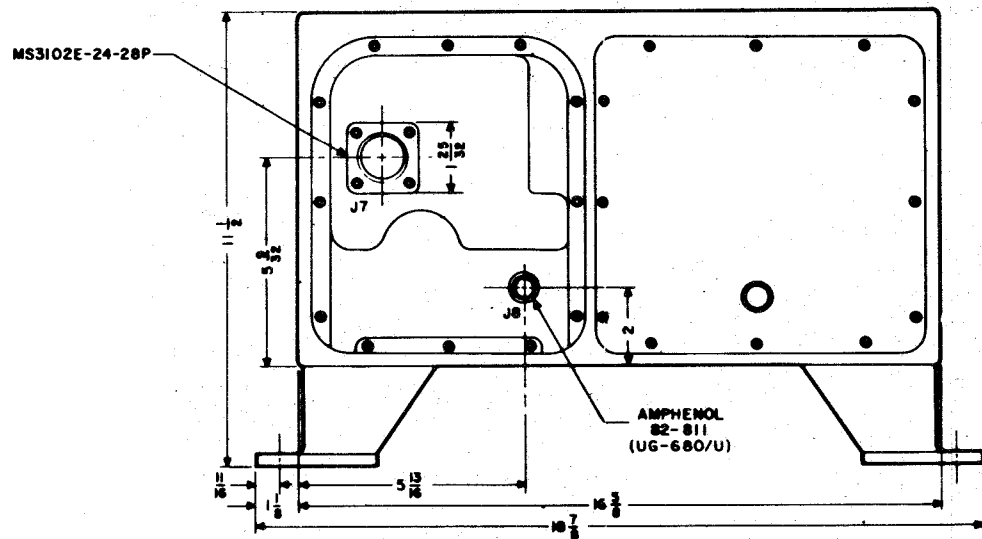 MS3102E-24-28P
1 25/32
J7
11 1/2
5 9/32
J8
2
AMPHENOL
82-811
(UG-680/U)
11/16
1 1/8
5 13/16
16 5/8
18 7/8